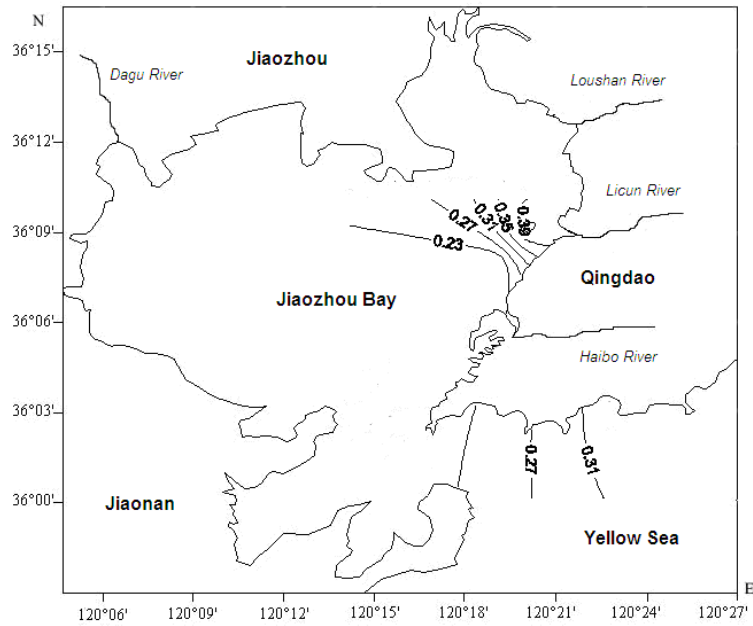 N
36°15'
Jiaozhou
Dagu River
Loushan River
36°12'
Licun River
0.39
0.35
0.31
0.27
36°09'
0.23
Qingdao
Jiaozhou Bay
36°06'
Haibo River
36°03'
0.27
0.31
36°00'
Jiaonan
Yellow Sea
E
120°06'
120°09'
120°12'
120°15'
120°18'
120°21'
120°24'
120°27'